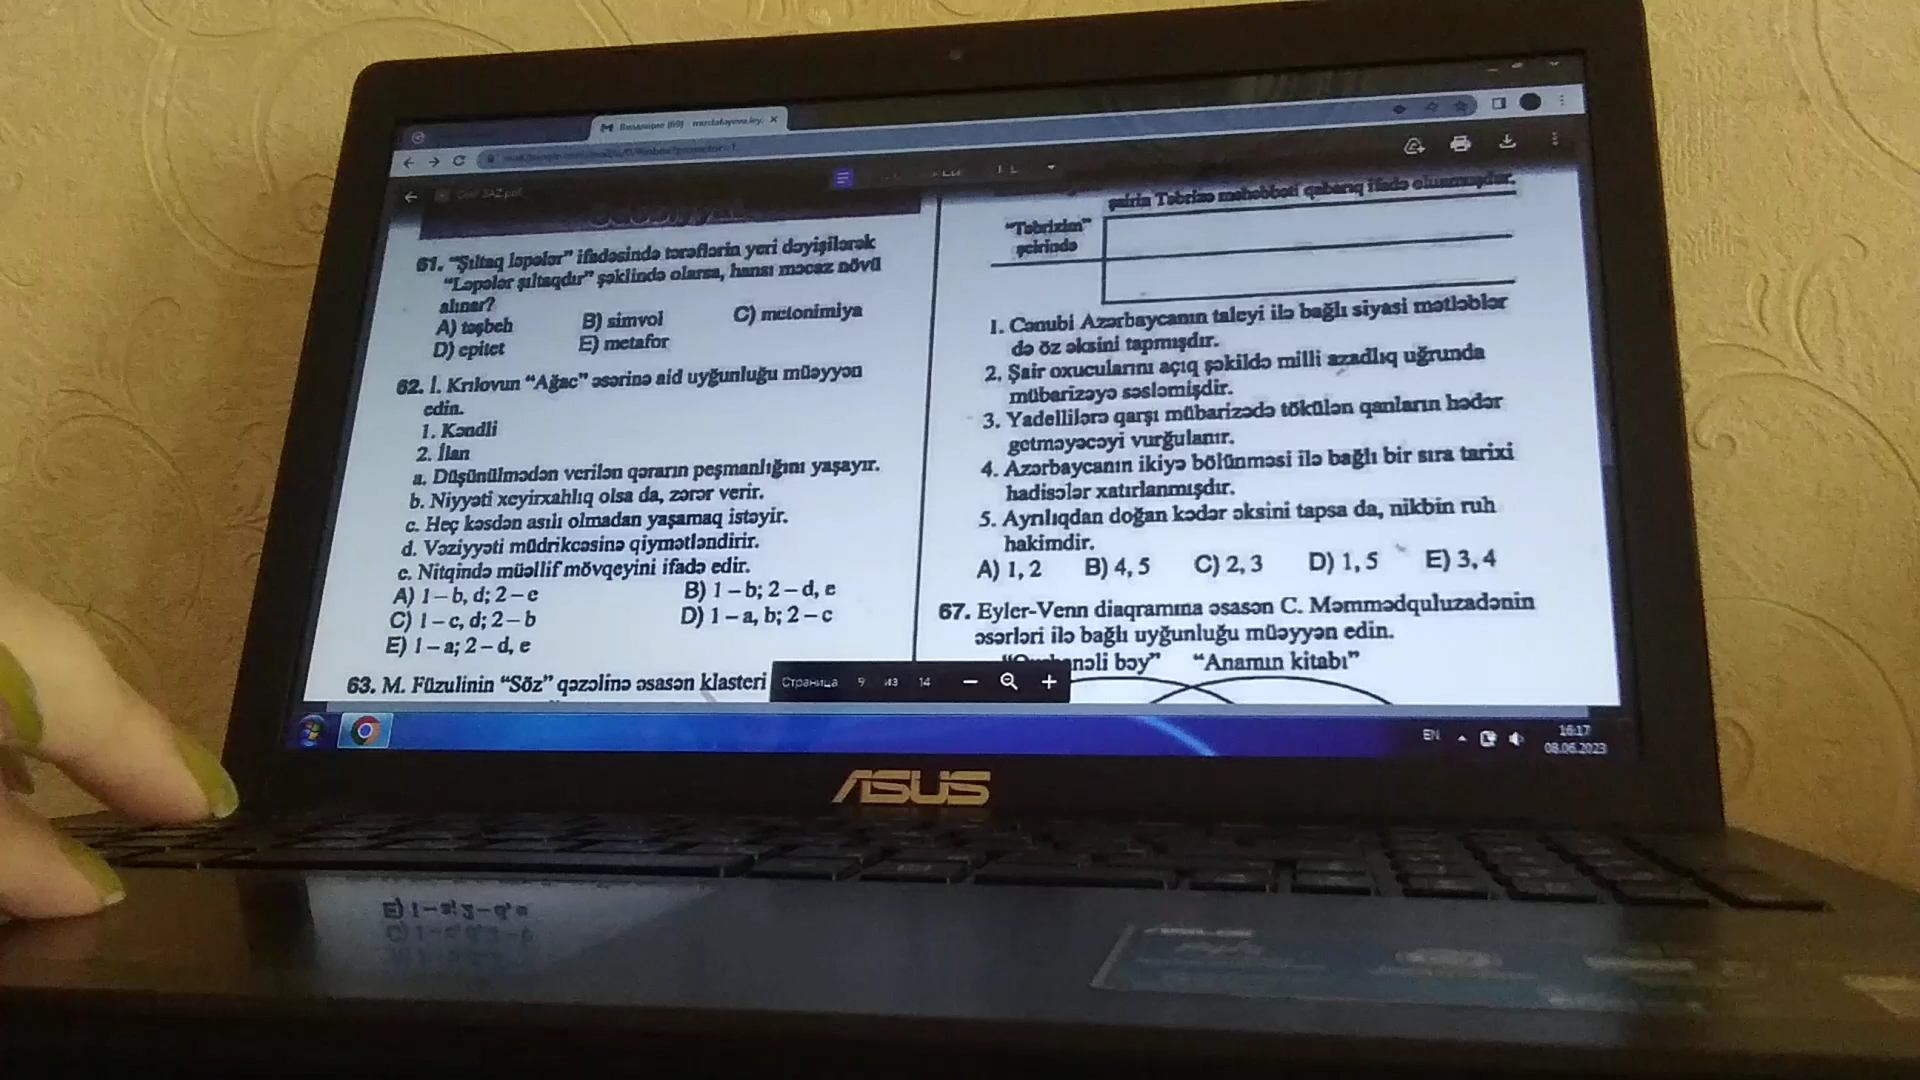 61. “Şıltaq ləpələr” ifadəsində tərəflərin yeri dəyişilərək
“Ləpələr şıltaqdır” şəklində olarsa, hansı məcaz növü
alınar?
A) təşbeh B) simvol C) metonimiya
D) epitet E) metafor
62. İ. Krılovun “Ağac” əsərinə aid uyğunluğu müəyyən
edin.
1. Kəndli
2. İlan
a. Düşünülmədən verilən qərarın peşmanlığını yaşayır.
b. Niyyəti xeyirxahlıq olsa da, zərər verir.
c. Heç kəsdən asılı olmadan yaşamaq istəyir.
d. Vəziyyəti müdrikcəsinə qiymətləndirir.
e. Nitqində müəllif mövqeyini ifadə edir.
A) 1 – b, d; 2 – e B) 1 – b; 2 – d, e
C) 1 – c, d; 2 – b D) 1 – a, b; 2 – c
E) 1 – a; 2 – d, e
63. M. Füzulinin “Söz” qəzəlinə əsasən klasteri
şairin Təbrizə məhəbbəti qabarıq ifadə olunmuşdur.
“Təbrizim”
şeirində
1. Cənubi Azərbaycanın taleyi ilə bağlı siyasi mətləblər
də öz əksini tapmışdır.
2. Şair oxucularını açıq şəkildə milli azadlıq uğrunda
mübarizəyə səsləmişdir.
3. Yadellilərə qarşı mübarizədə tökülən qanların hədər
getməyəcəyi vurğulanır.
4. Azərbaycanın ikiyə bölünməsi ilə bağlı bir sıra tarixi
hadisələr xatırlanmışdır.
5. Ayrılıqdan doğan kədər əksini tapsa da, nikbin ruh
hakimdir.
A) 1, 2 B) 4, 5 C) 2, 3 D) 1, 5 E) 3, 4
67. Eyler-Venn diaqramına əsasən C. Məmmədquluzadənin
əsərləri ilə bağlı uyğunluğu müəyyən edin.
bəy” “Anamın kitabı”
Страница 9 из 14
EN
16:17
08.06.2023
ASUS